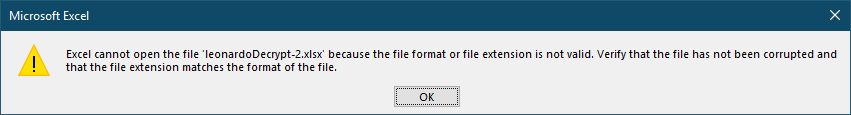 Microsoft Excel
Excel cannot open the file 'leonardoDecrypt-2.xlsx' because the file format or file extension is not valid. Verify that the file has not been corrupted and
that the file extension matches the format of the file.
OK